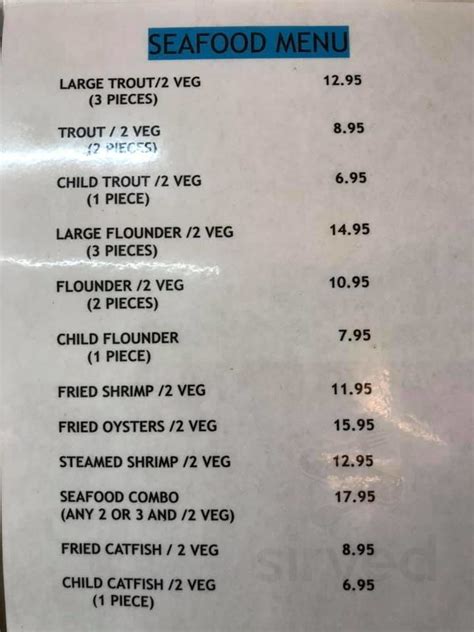 SEAFOOD MENU
LARGE TROUT/2 VEG 12.95
(3 PIECES)
TROUT / 2 VEG 8.95
(2 PIECES)
CHILD TROUT /2 VEG 6.95
(1 PIECE)
LARGE FLOUNDER /2 VEG 14.95
(3 PIECES)
FLOUNDER /2 VEG 10.95
(2 PIECES)
CHILD FLOUNDER 7.95
(1 PIECE)
FRIED SHRIMP /2 VEG 11.95
FRIED OYSTERS /2 VEG 15.95
STEAMED SHRIMP /2 VEG 12.95
SEAFOOD COMBO 17.95
(ANY 2 OR 3 AND /2 VEG)
FRIED CATFISH / 2 VEG 8.95
sirved
CHILD CATFISH /2 VEG 6.95
(1 PIECE)